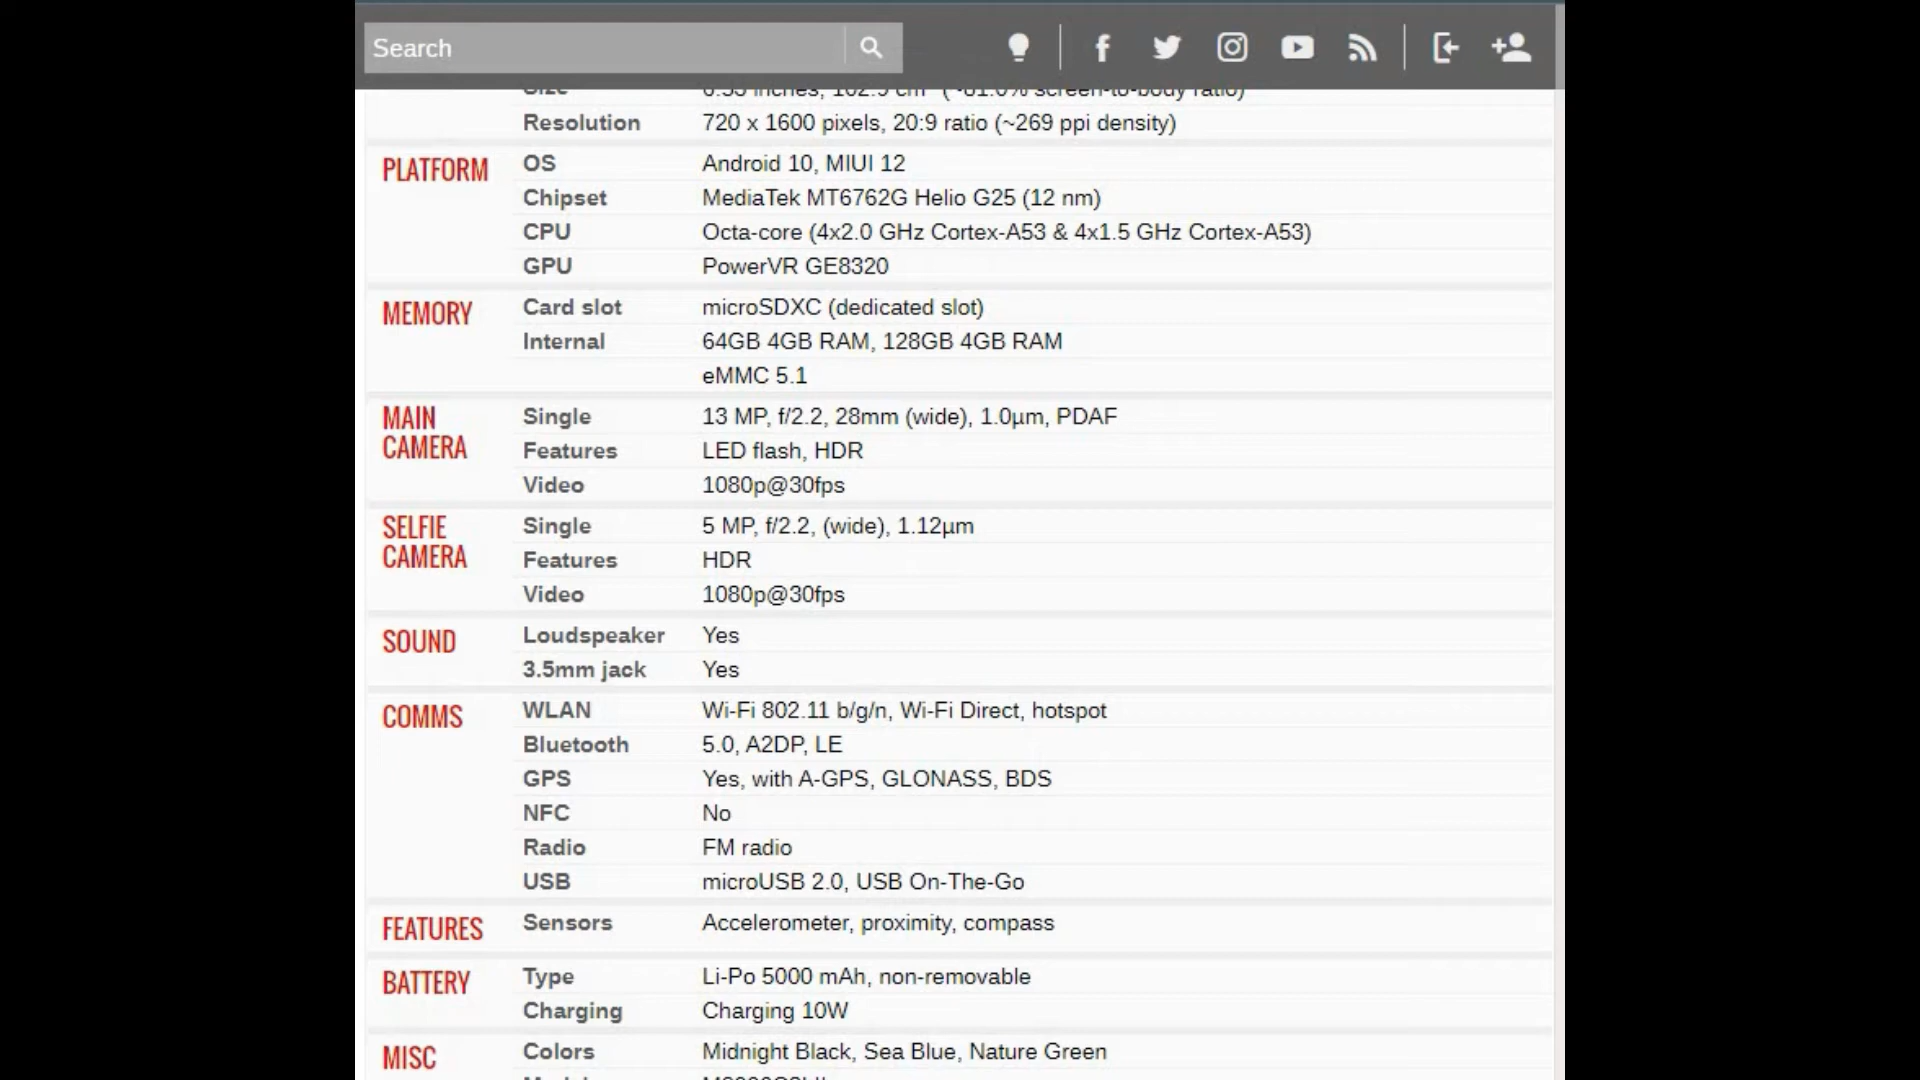 Search
Resolution 720 x 1600 pixels, 20:9 ratio (~269 ppi density)
PLATFORM OS Android 10, MIUI 12
Chipset MediaTek MT6762G Helio G25 (12 nm)
CPU Octa-core (4x2.0 GHz Cortex-A53 & 4x1.5 GHz Cortex-A53)
GPU PowerVR GE8320
MEMORY Card slot microSDXC (dedicated slot)
Internal 64GB 4GB RAM, 128GB 4GB RAM
eMMC 5.1
MAIN CAMERA Single 13 MP, f/2.2, 28mm (wide), 1.0µm, PDAF
Features LED flash, HDR
Video 1080p@30fps
SELFIE CAMERA Single 5 MP, f/2.2, (wide), 1.12µm
Features HDR
Video 1080p@30fps
SOUND Loudspeaker Yes
3.5mm jack Yes
COMMS WLAN Wi-Fi 802.11 b/g/n, Wi-Fi Direct, hotspot
Bluetooth 5.0, A2DP, LE
GPS Yes, with A-GPS, GLONASS, BDS
NFC No
Radio FM radio
USB microUSB 2.0, USB On-The-Go
FEATURES Sensors Accelerometer, proximity, compass
BATTERY Type Li-Po 5000 mAh, non-removable
Charging Charging 10W
MISC Colors Midnight Black, Sea Blue, Nature Green